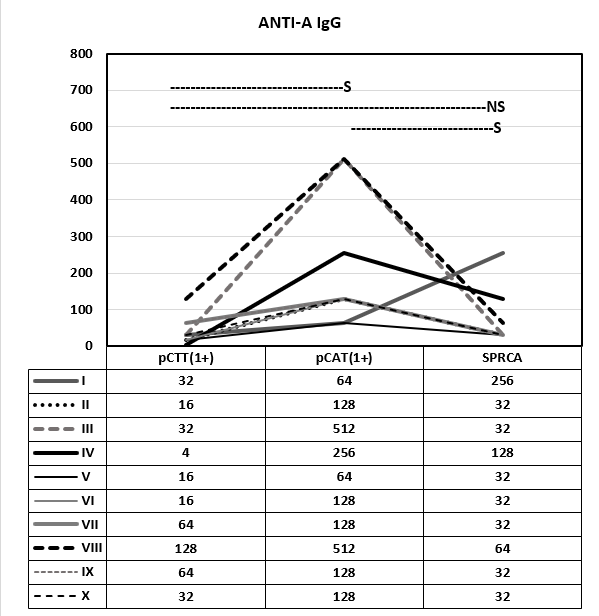 ANTI-A IgG
800
700
600
500
400
300
200
100
0
S
NS
S
pCTT(1+) pCAT(1+) SPRCA
I 32 64 256
II 16 128 32
III 32 512 32
IV 4 256 128
V 16 64 32
VI 16 128 32
VII 64 128 32
VIII 128 512 64
IX 64 128 32
X 32 128 32